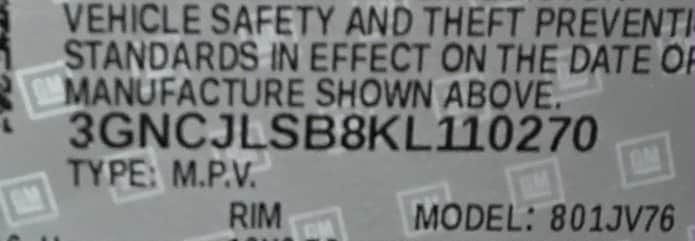 VEHICLE SAFETY AND THEFT PREVENTI
STANDARDS IN EFFECT ON THE DATE OF
MANUFACTURE SHOWN ABOVE.
3GNCJLSB8KL110270
TYPE: M.P.V.
RIM
MODEL: 801JV76